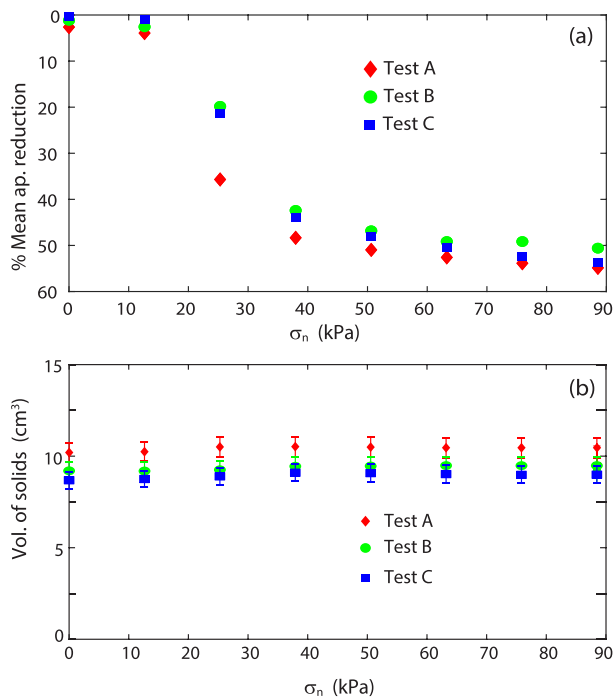 0
10
20
30
40
50
60
% Mean ap. reduction
(a)
Test A
Test B
Test C
0 10 20 30 40 50 60 70 80 90
σn (kPa)
15
10
5
0
Vol. of solids (cm³)
(b)
Test A
Test B
Test C
0 10 20 30 40 50 60 70 80 90
σn (kPa)